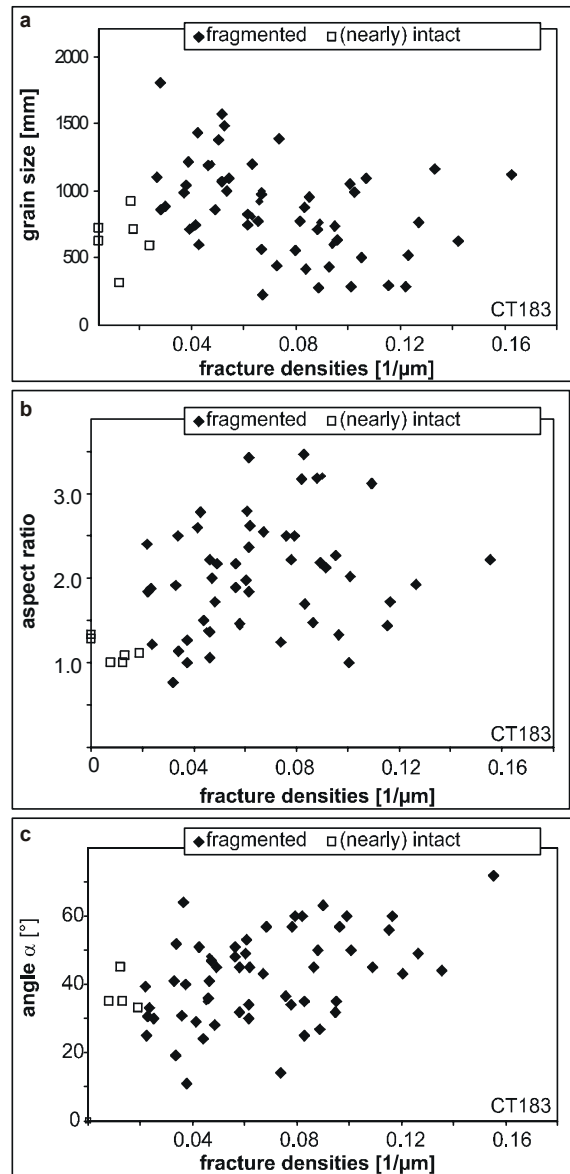 a
◆fragmented □(nearly) intact
grain size [mm]
2000
1500
1000
500
0
CT183
0.04 0.08 0.12 0.16
fracture densities [1/µm]
b
◆fragmented □(nearly) intact
aspect ratio
3.0
2.0
1.0
CT183
0 0.04 0.08 0.12 0.16
fracture densities [1/µm]
c
◆fragmented □(nearly) intact
angle α [°]
60
40
20
0
CT183
0.04 0.08 0.12 0.16
fracture densities [1/µm]